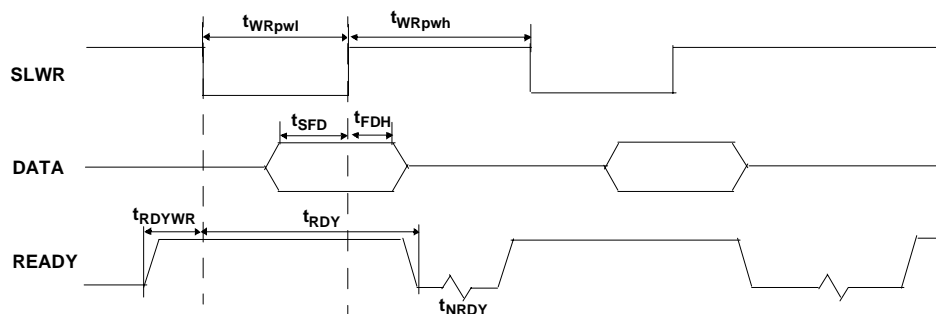 tWRpwl tWRpwh
SLWR
tSFD tFDH
DATA
tRDYWR tRDY
READY
tNRDY